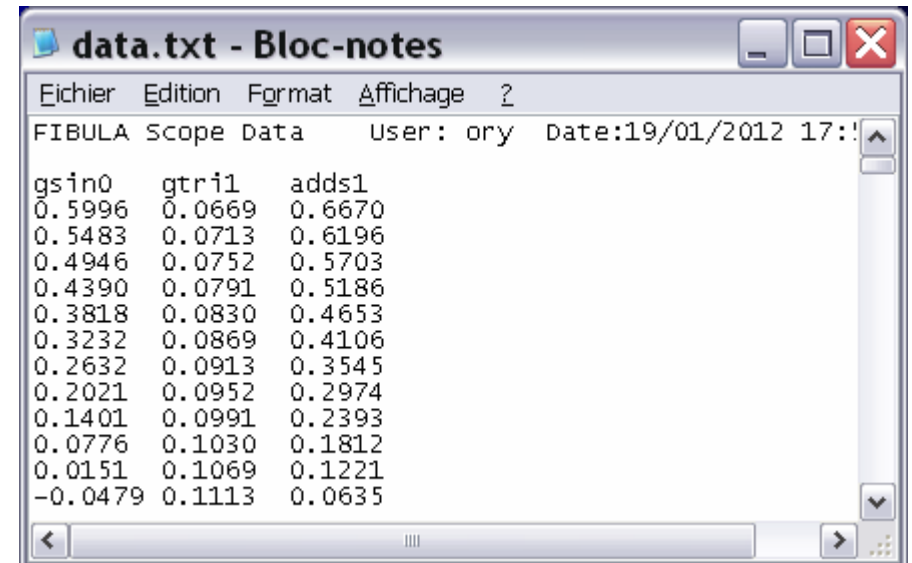 data.txt - Bloc-notes
Fichier Edition Format Affichage ?
FIBULA Scope Data User: ory Date:19/01/2012 17:
gsin0 gtri1 adds1
0.5996 0.0669 0.6670
0.5483 0.0713 0.6196
0.4946 0.0752 0.5703
0.4390 0.0791 0.5186
0.3818 0.0830 0.4653
0.3232 0.0869 0.4106
0.2632 0.0913 0.3545
0.2021 0.0952 0.2974
0.1401 0.0991 0.2393
0.0776 0.1030 0.1812
0.0151 0.1069 0.1221
-0.0479 0.1113 0.0635